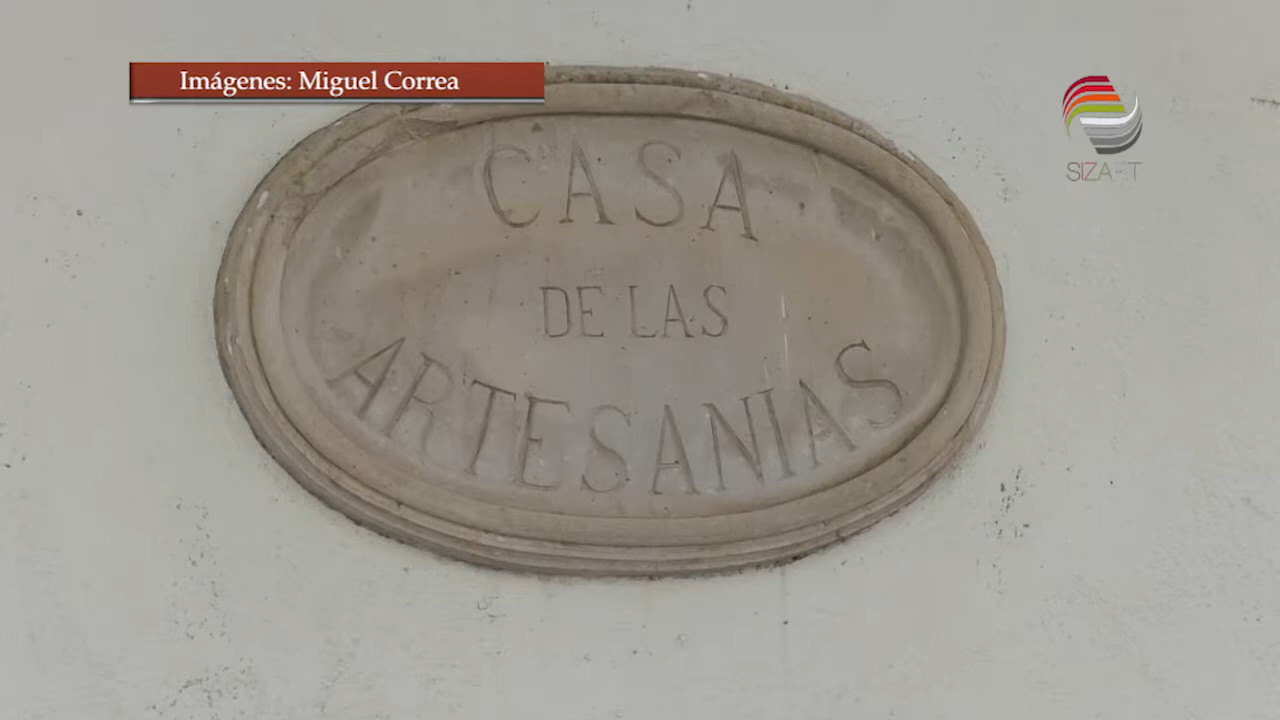 Imágenes: Miguel Correa
SIZART
CASA
DE LAS
ARTESANIAS